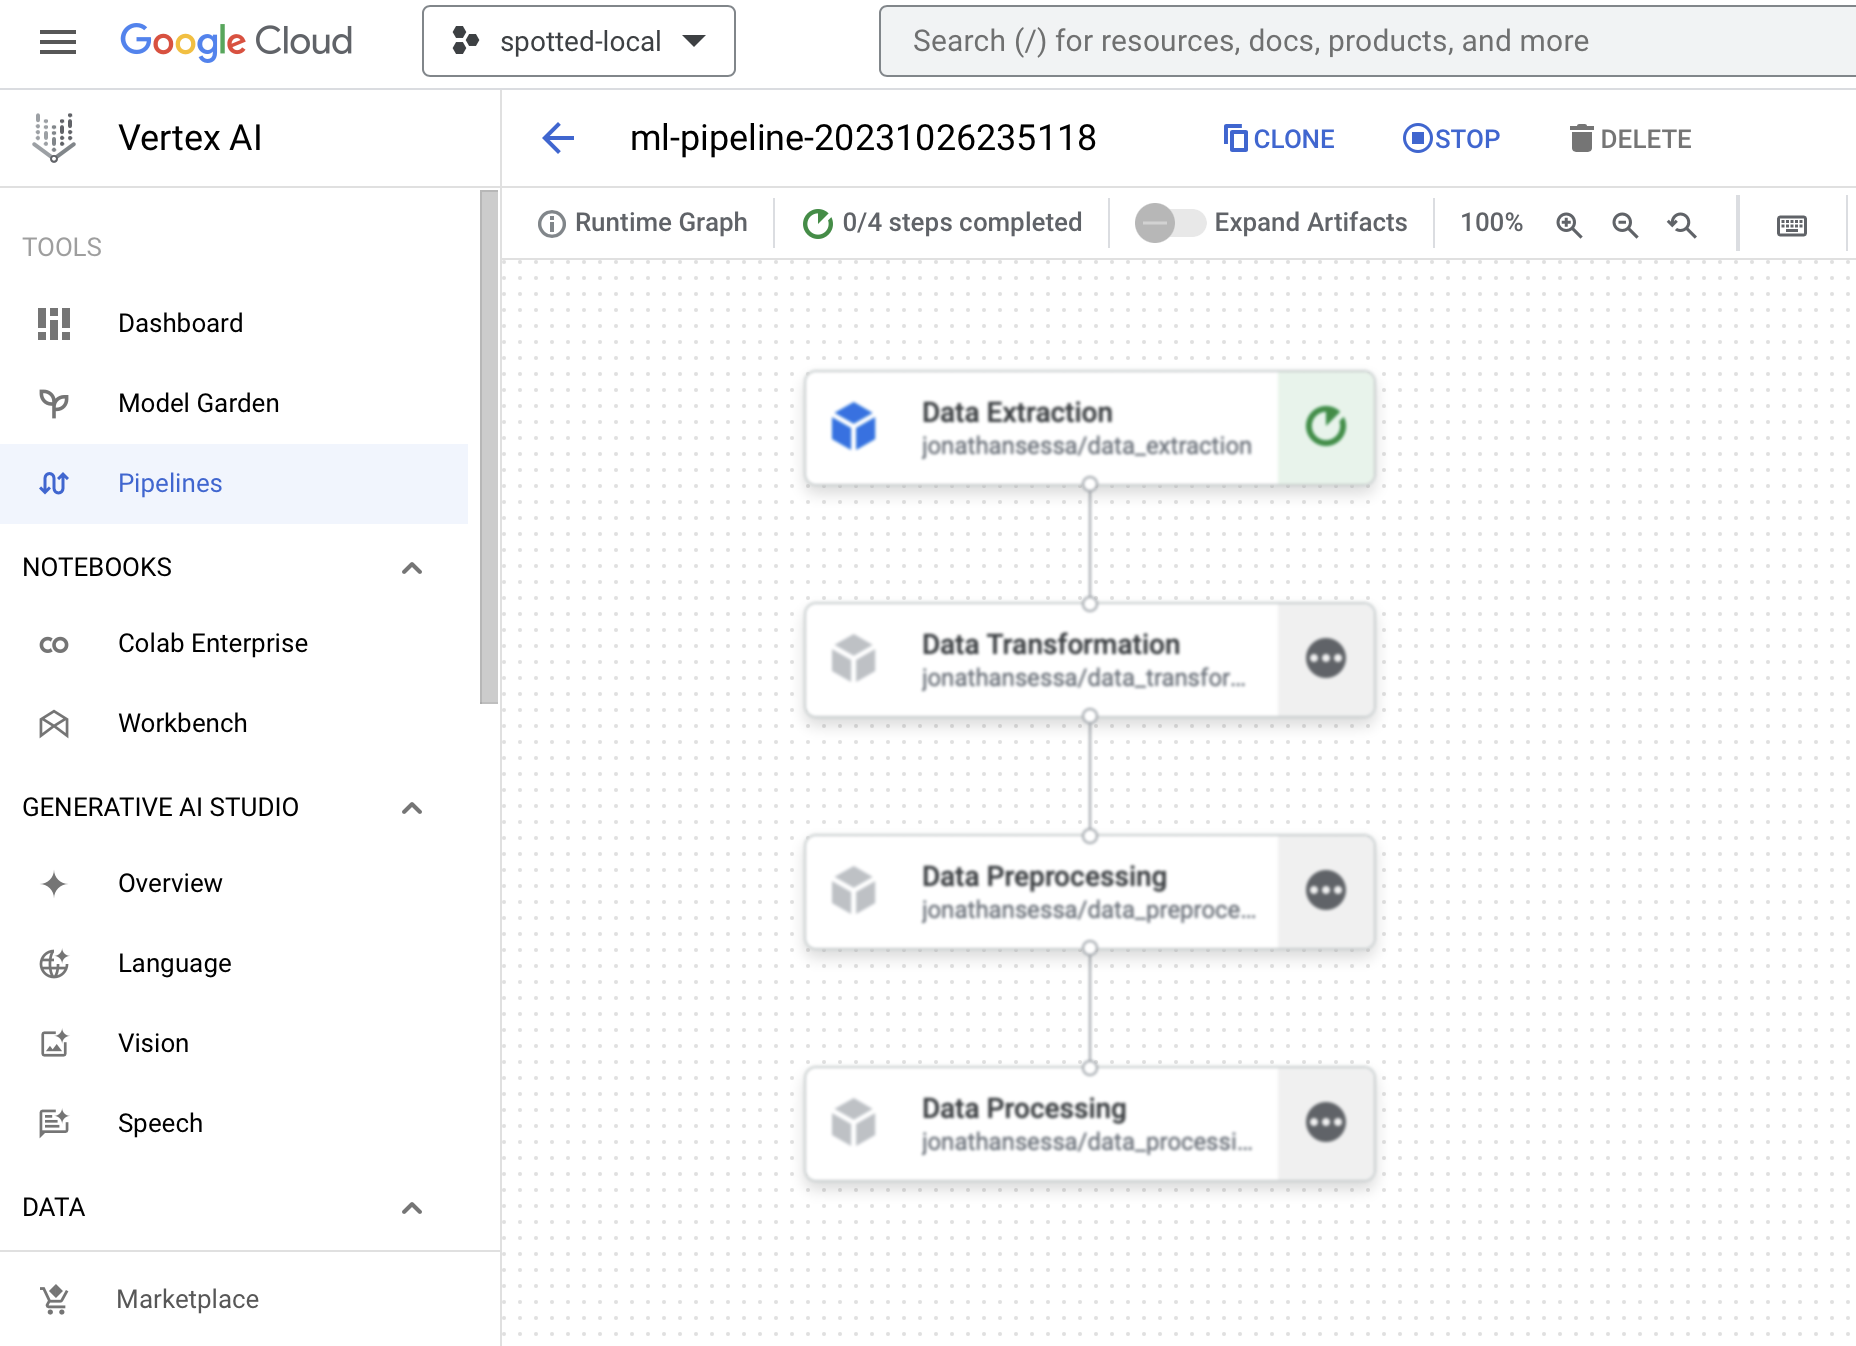 Google Cloud
spotted-local
Search (/) for resources, docs, products, and more
Vertex AI
ml-pipeline-20231026235118
CLONE
STOP
DELETE
Runtime Graph
0/4 steps completed
Expand Artifacts
100%
TOOLS
Dashboard
Model Garden
Pipelines
NOTEBOOKS
Colab Enterprise
Workbench
GENERATIVE AI STUDIO
Overview
Language
Vision
Speech
DATA
Marketplace
Data Extraction
jonathansessa/data_extraction
Data Transformation
jonathansessa/data_transfor...
Data Preprocessing
jonathansessa/data_preproce...
Data Processing
jonathansessa/data_processi...